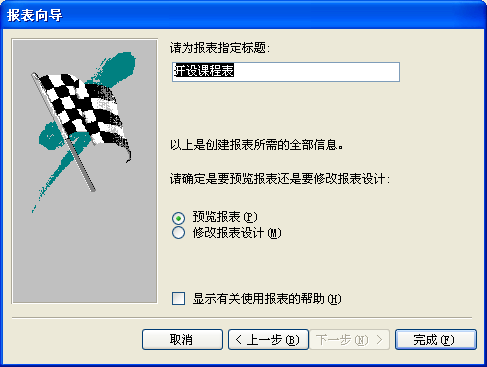 报表向导
请为报表指定标题:
开设课程表
以上是创建报表所需的全部信息。
请确定是要预览报表还是要修改报表设计:
预览报表(P)
修改报表设计(M)
显示有关使用报表的帮助(H)
取消 < 上一步(B) 下一步(N) > 完成(F)